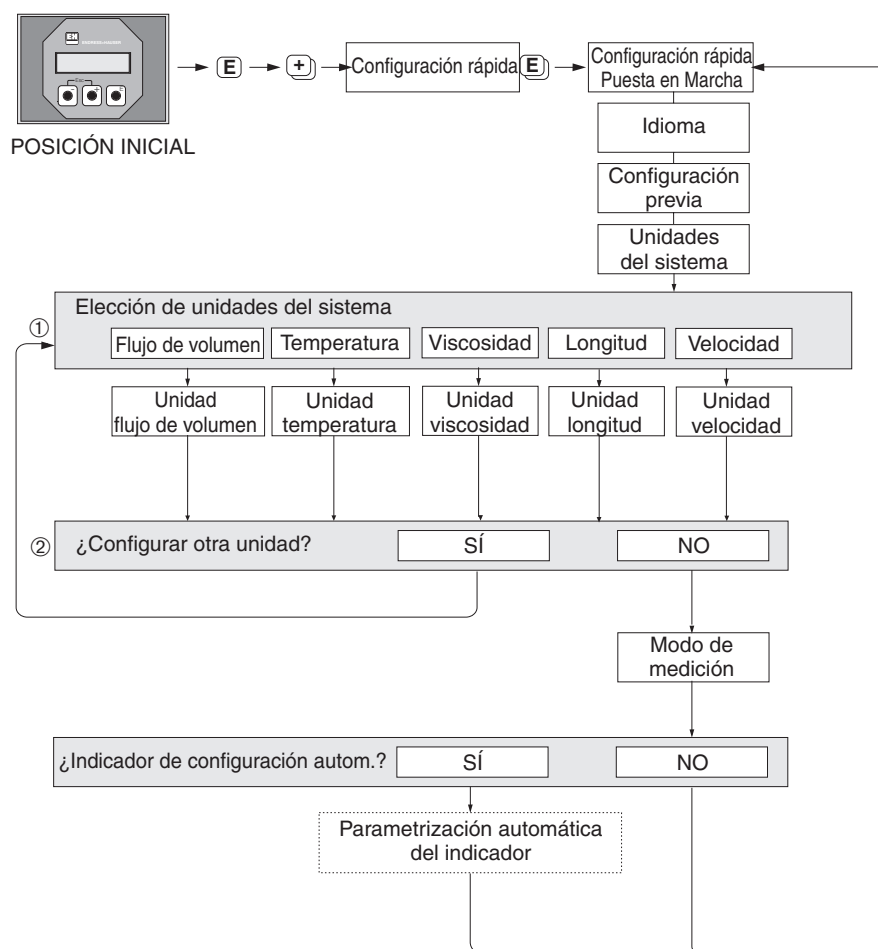 ENDRESS+HAUSER
Esc
E
+
Configuración rápida
E
Configuración rápida
Puesta en Marcha
POSICIÓN INICIAL
Idioma
Configuración
previa
Unidades
del sistema
①
Elección de unidades del sistema
Flujo de volumen
Temperatura
Viscosidad
Longitud
Velocidad
Unidad
flujo de volumen
Unidad
temperatura
Unidad
viscosidad
Unidad
longitud
Unidad
velocidad
②
¿Configurar otra unidad?
SÍ
NO
Modo de
medición
¿Indicador de configuración autom.?
SÍ
NO
Parametrización automática
del indicador